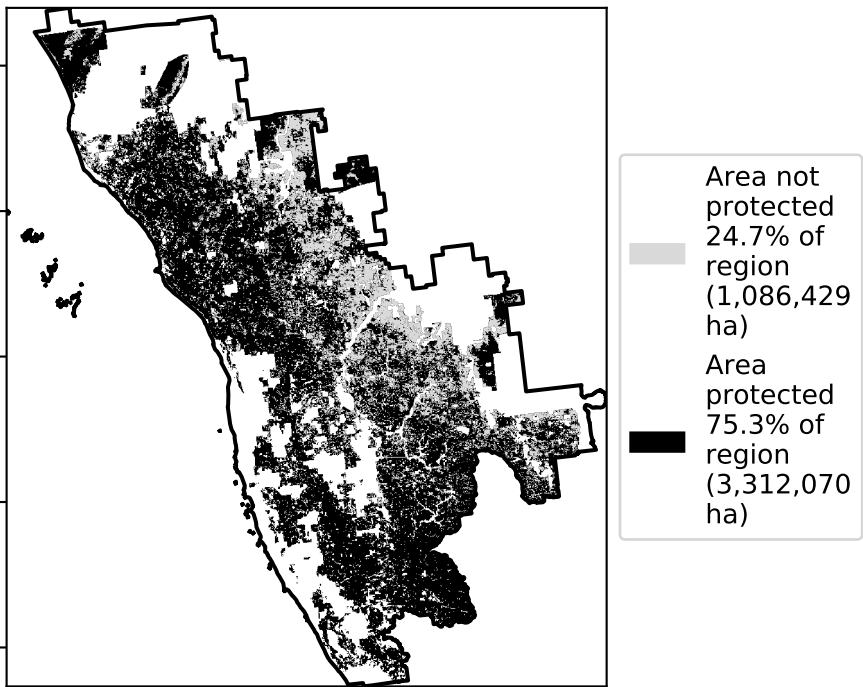 Area not
protected
24.7% of
region
(1,086,429
ha)
Area
protected
75.3% of
region
(3,312,070
ha)